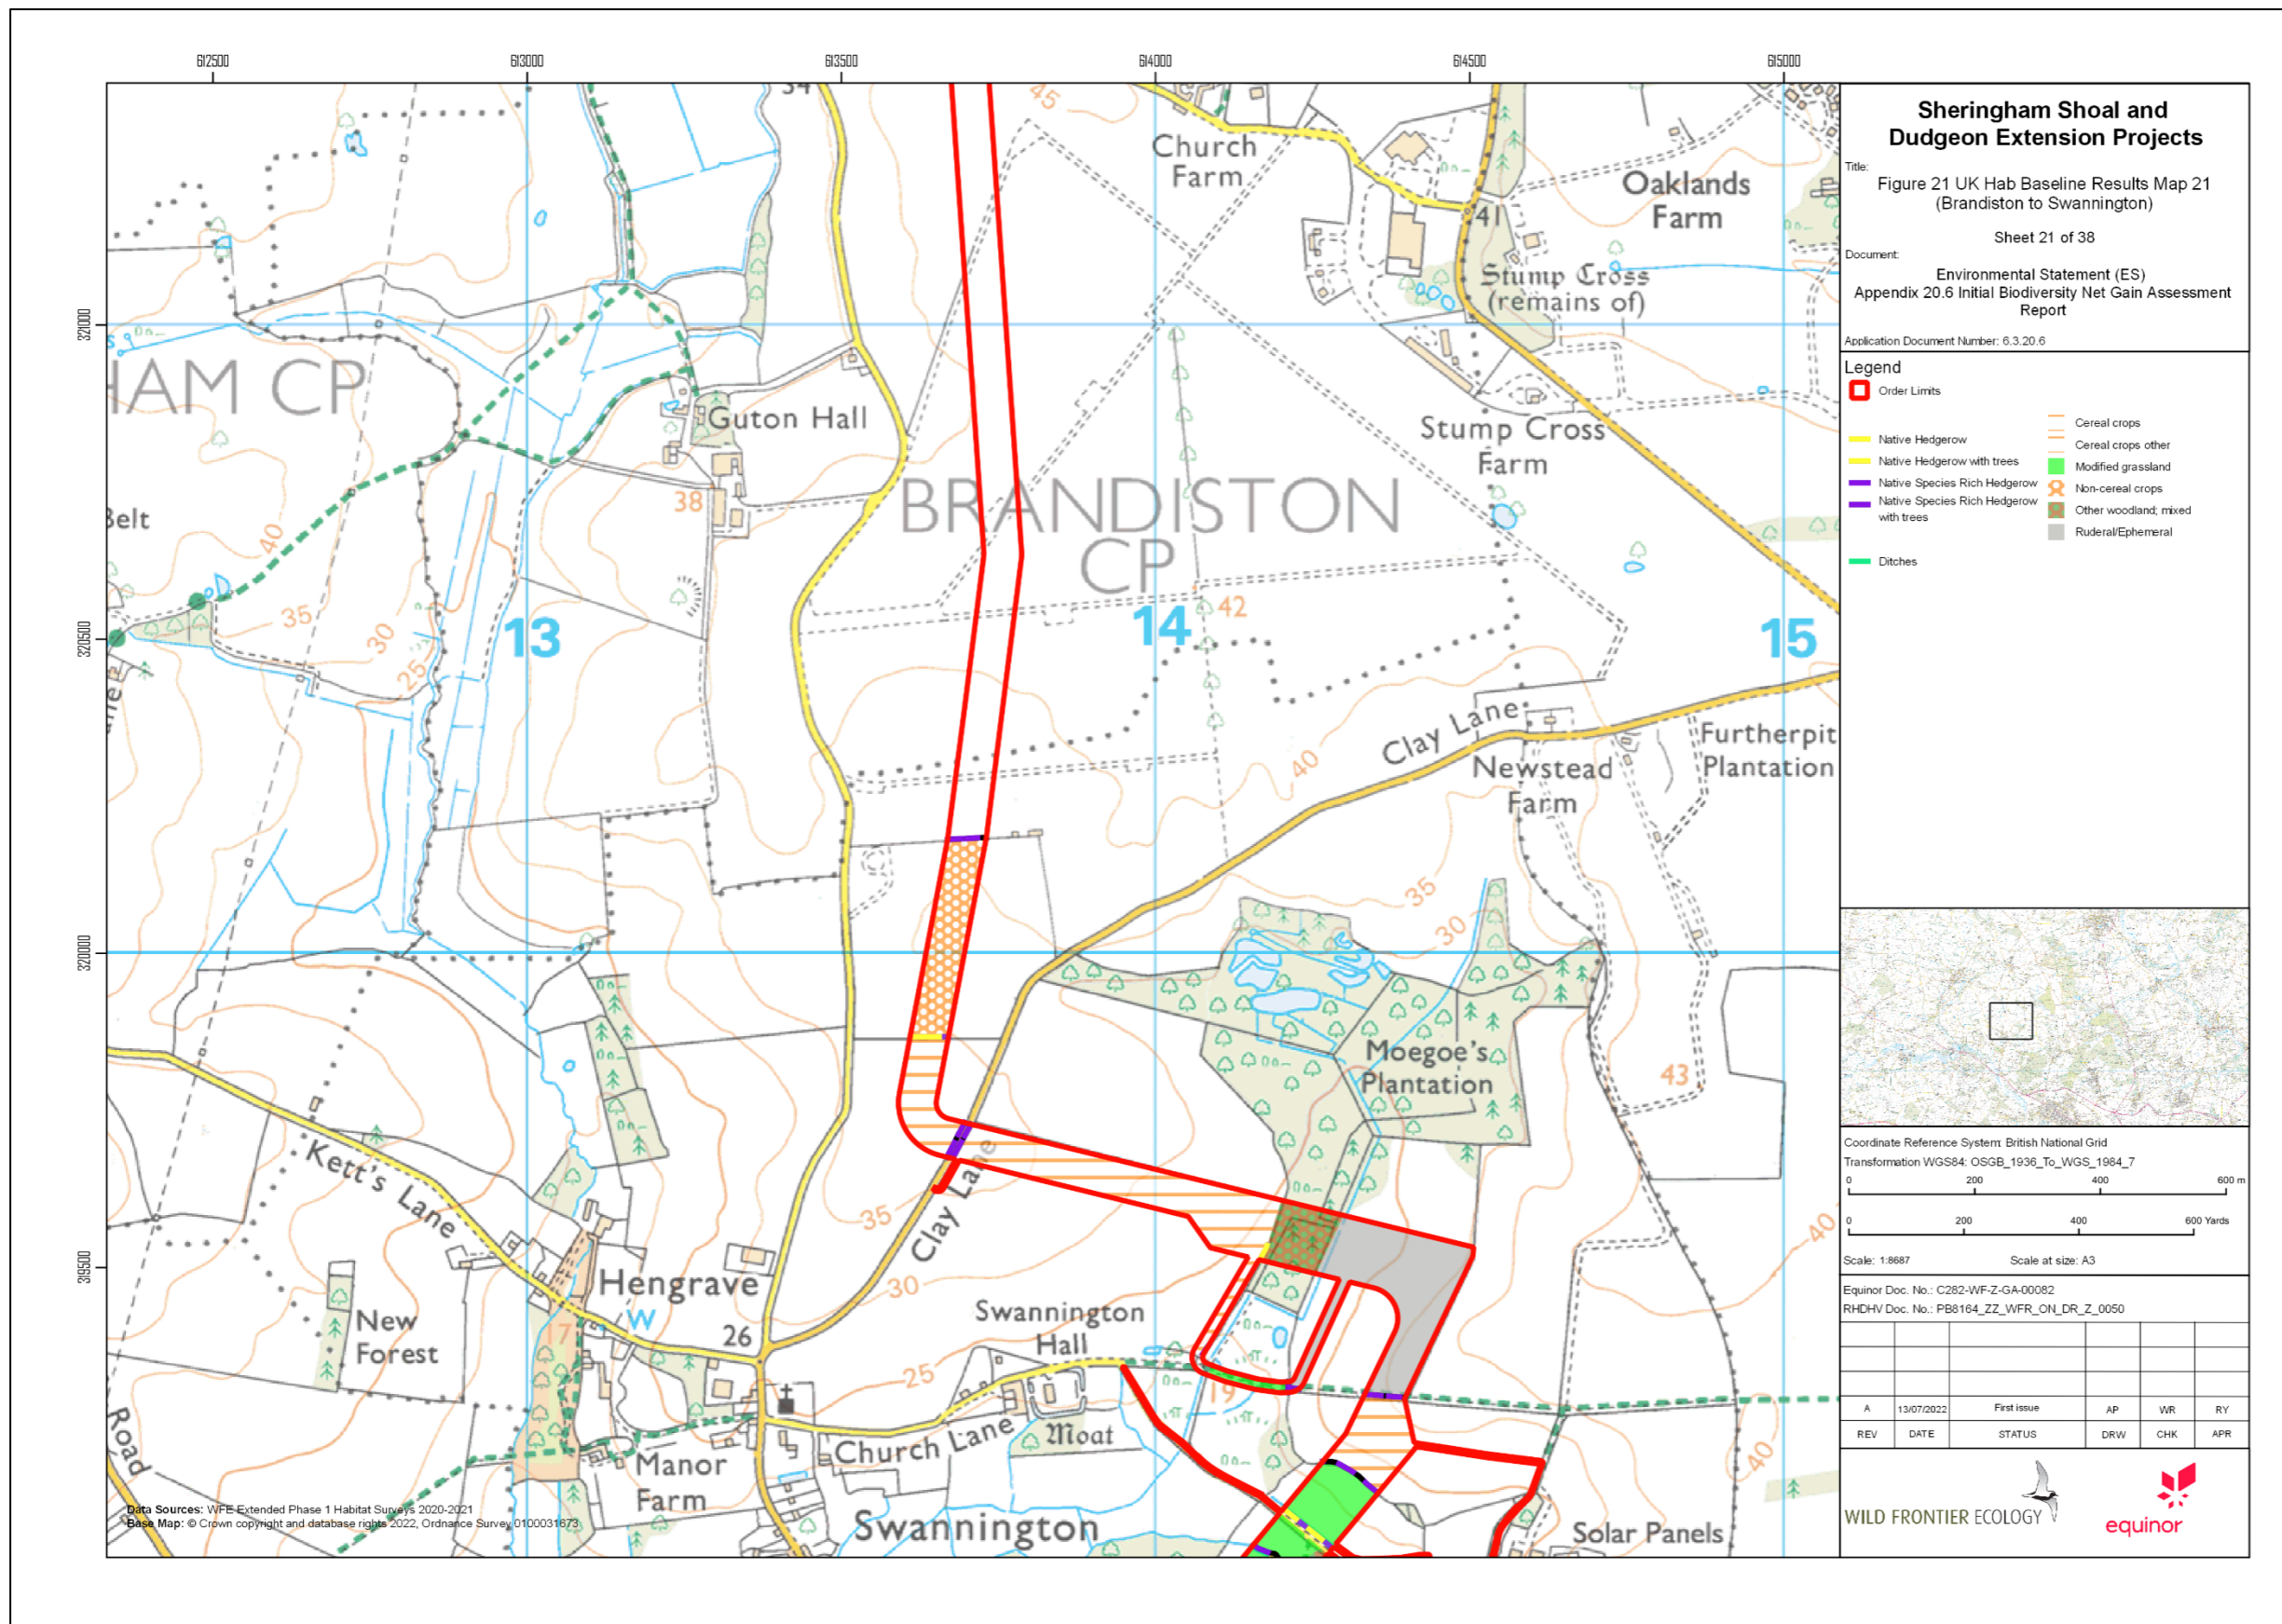 612500 613000 613500 614000 614500 615000
321000
320500
320000
319500
34
45
Church
Farm
Oaklands
Farm
41
Stump Cross
(remains of)
HAM CP
Guton Hall
Stump Cross
Farm
38
BRANDISTON
CP
Belt
40
35
30
25
13
14
15
42
Clay Lane
Newstead
Farm
Furtherpit
Plantation
40
35
30
Moegoe's
Plantation
43
Kett's Lane
Clay Lane
35
30
25
40
Hengrave
W
17
26
New
Forest
Swannington
Hall
19
Church Lane
Moat
Manor
Farm
Road
Swannington
Solar Panels
40
Data Sources: WFE Extended Phase 1 Habitat Surveys 2020-2021
Base Map: © Crown copyright and database rights 2022, Ordnance Survey 0100031673
Sheringham Shoal and
Dudgeon Extension Projects
Title:
Figure 21 UK Hab Baseline Results Map 21
(Brandiston to Swannington)
Sheet 21 of 38
Document:
Environmental Statement (ES)
Appendix 20.6 Initial Biodiversity Net Gain Assessment
Report
Application Document Number: 6.3.20.6
Legend
Order Limits
Native Hedgerow
Native Hedgerow with trees
Native Species Rich Hedgerow
Native Species Rich Hedgerow
with trees
Ditches
Cereal crops
Cereal crops other
Modified grassland
Non-cereal crops
Other woodland; mixed
Ruderal/Ephemeral
Coordinate Reference System: British National Grid
Transformation WGS84: OSGB_1936_To_WGS_1984_7
0 200 400 600 m
0 200 400 600 Yards
Scale: 1:8687 Scale at size: A3
Equinor Doc. No.: C282-WF-Z-GA-00082
RHDHV Doc. No.: PB8164_ZZ_WFR_ON_DR_Z_0050
A 13/07/2022 First issue AP WR RY
REV DATE STATUS DRW CHK APR
WILD FRONTIER ECOLOGY
equinor